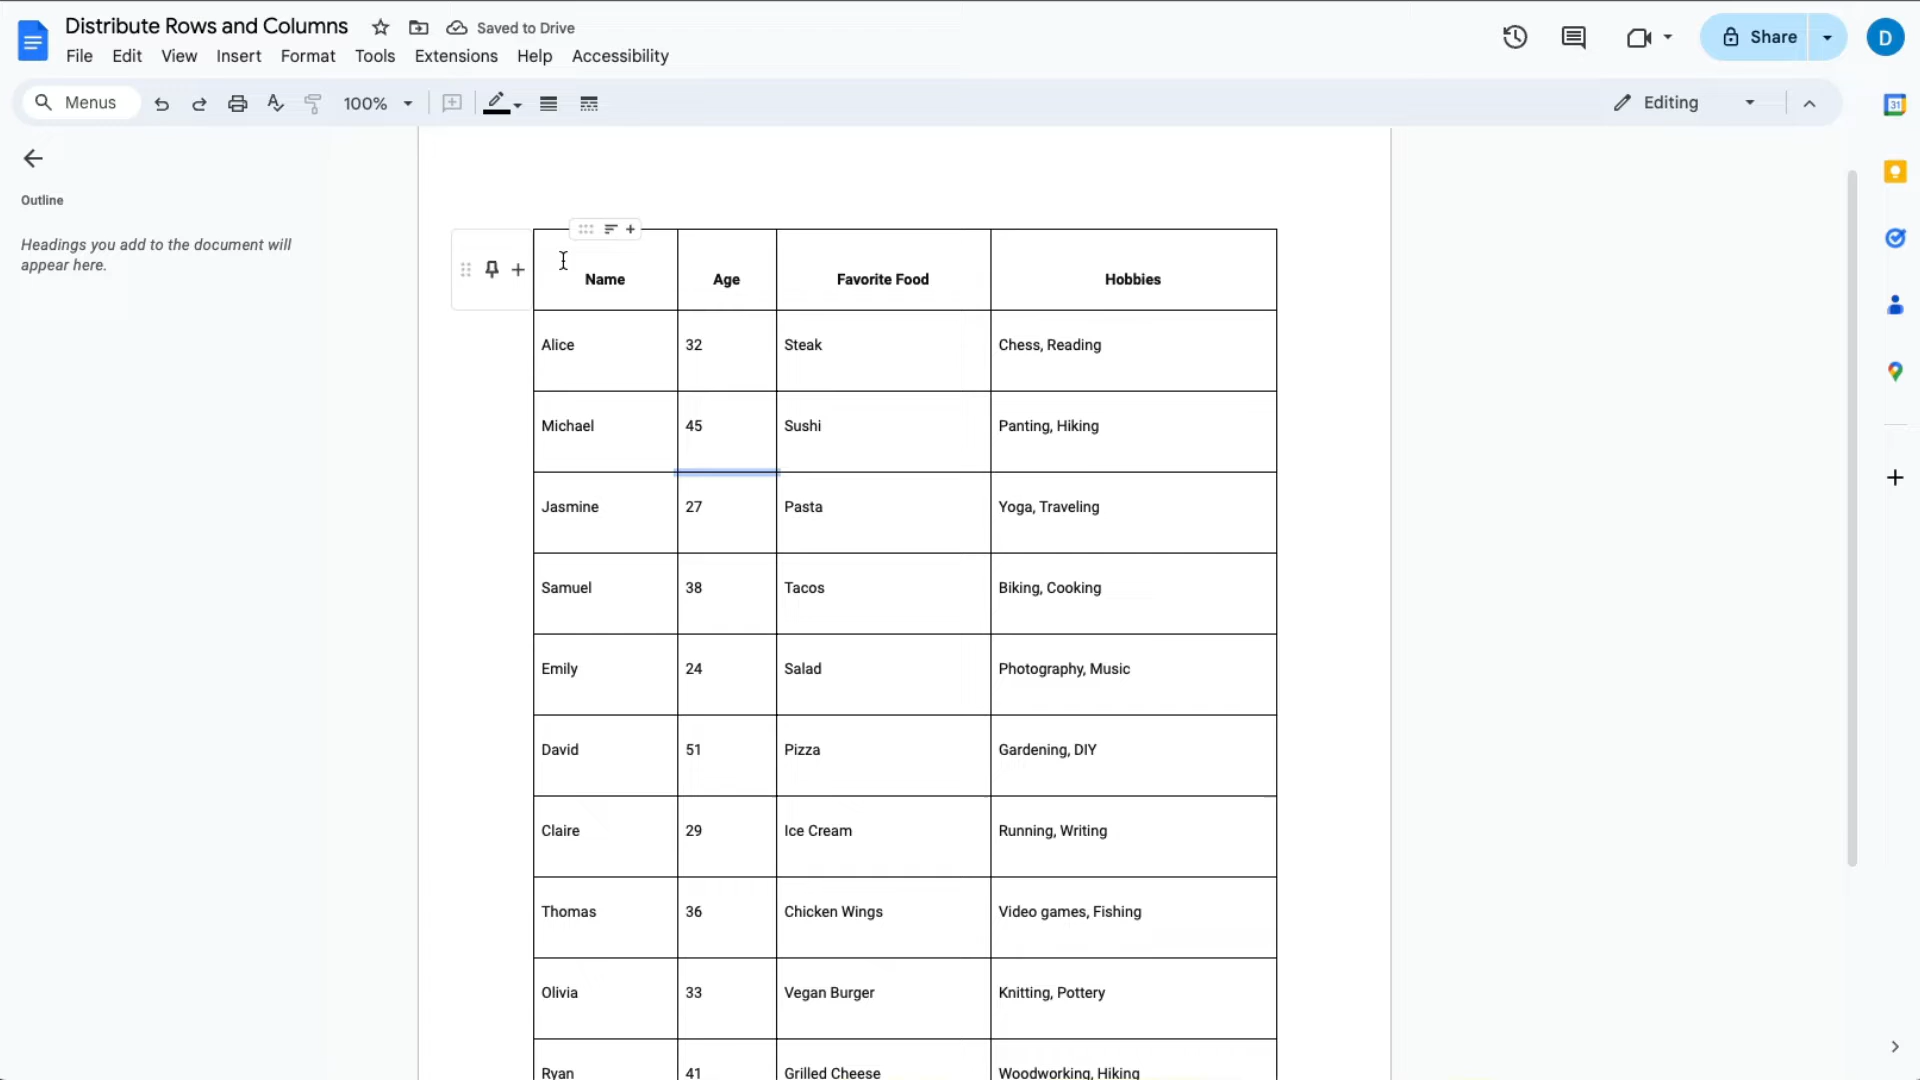 Distribute Rows and Columns
Saved to Drive
File Edit View Insert Format Tools Extensions Help Accessibility
Share
D
Menus
100%
Editing
31
Outline
Headings you add to the document will
appear here.
Name Age Favorite Food Hobbies
Alice 32 Steak Chess, Reading
Michael 45 Sushi Panting, Hiking
Jasmine 27 Pasta Yoga, Traveling
Samuel 38 Tacos Biking, Cooking
Emily 24 Salad Photography, Music
David 51 Pizza Gardening, DIY
Claire 29 Ice Cream Running, Writing
Thomas 36 Chicken Wings Video games, Fishing
Olivia 33 Vegan Burger Knitting, Pottery
Ryan 41 Grilled Cheese Woodworking, Hiking